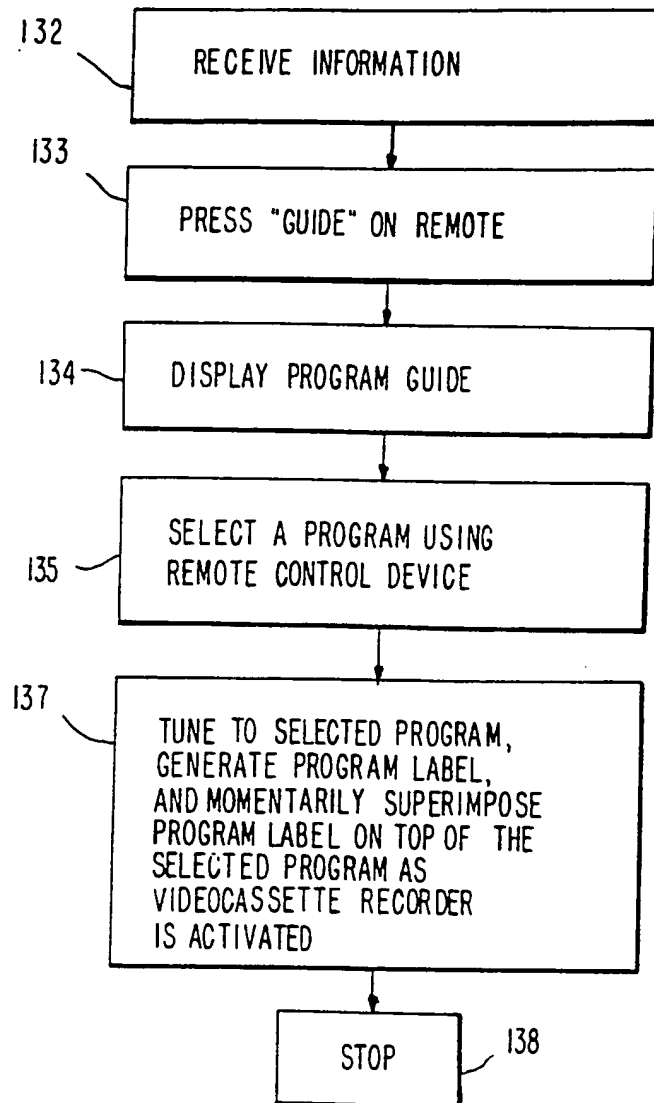 132
RECEIVE INFORMATION
133
PRESS "GUIDE" ON REMOTE
134
DISPLAY PROGRAM GUIDE
135
SELECT A PROGRAM USING
REMOTE CONTROL DEVICE
137
TUNE TO SELECTED PROGRAM,
GENERATE PROGRAM LABEL,
AND MOMENTARILY SUPERIMPOSE
PROGRAM LABEL ON TOP OF THE
SELECTED PROGRAM AS
VIDEOCASSETTE RECORDER
IS ACTIVATED
STOP
138